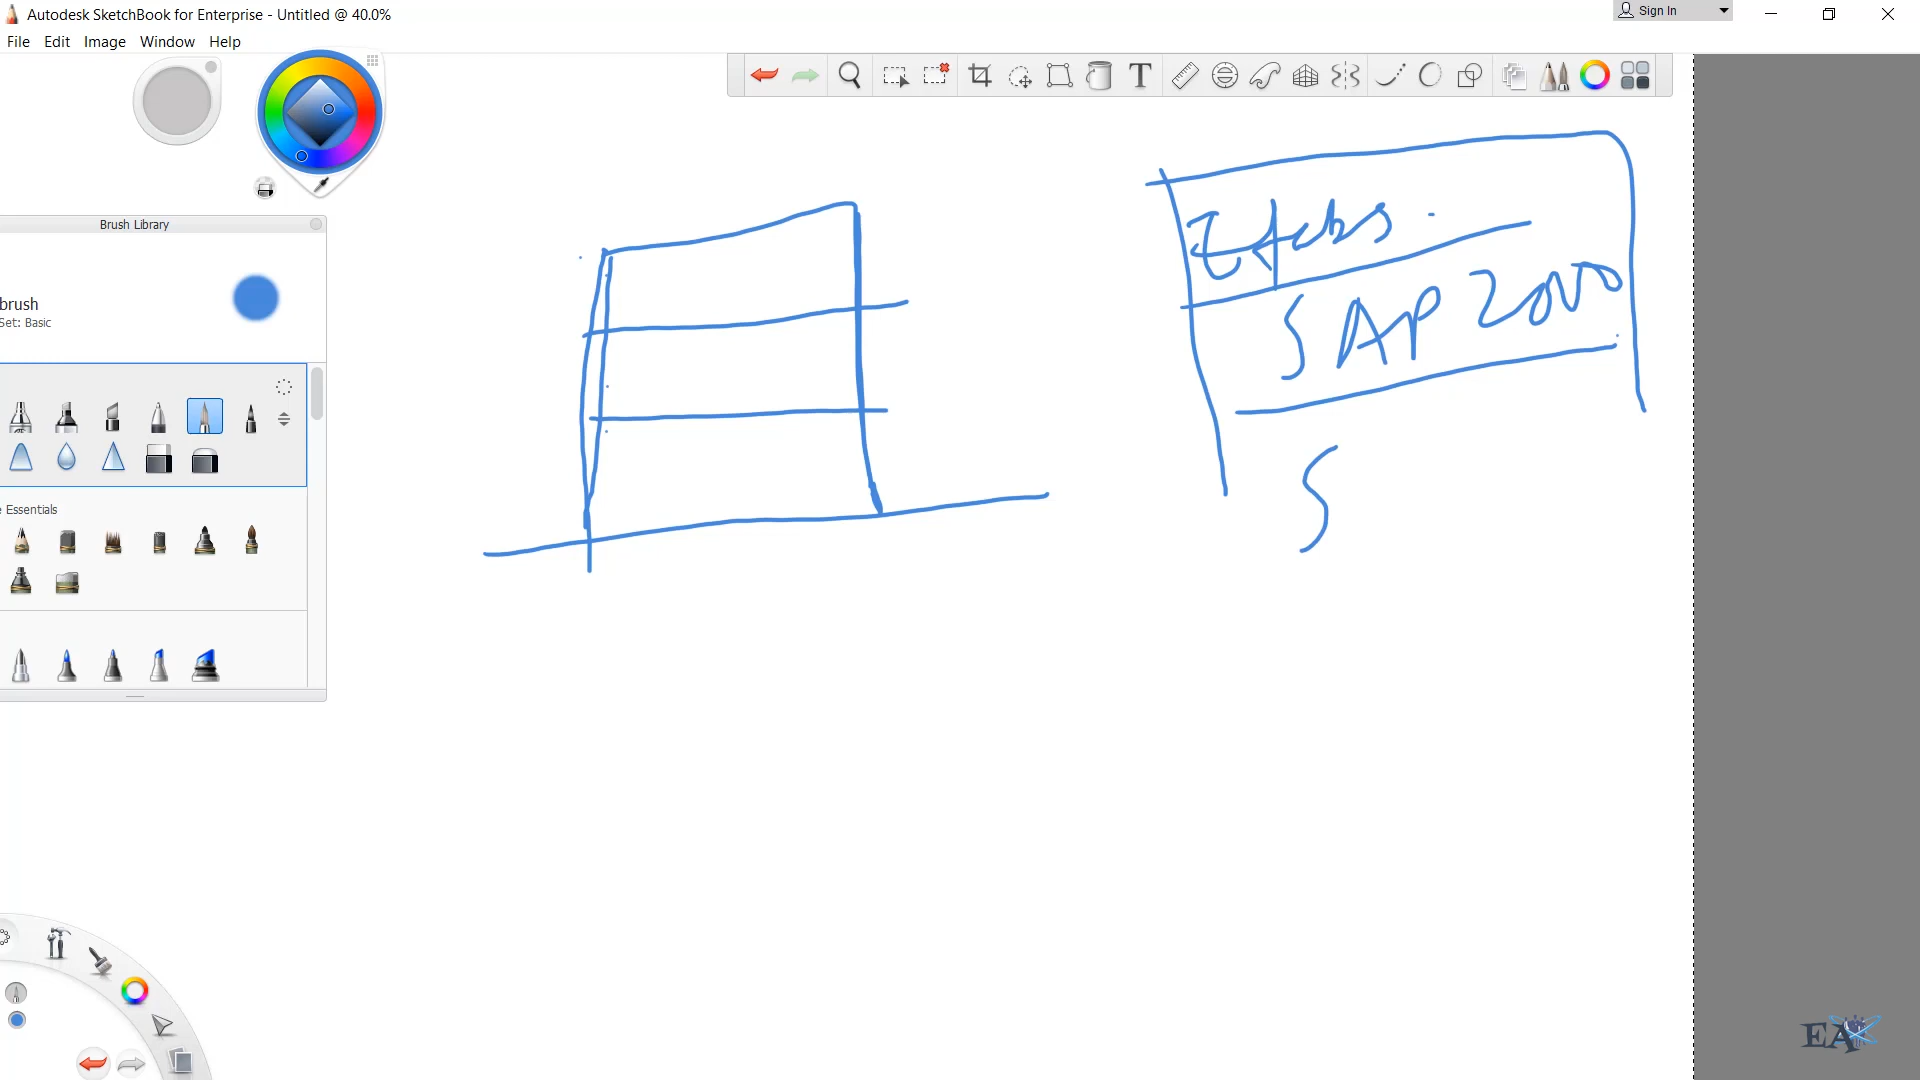 Autodesk SketchBook for Enterprise - Untitled @ 40.0%
Sign In
File Edit Image Window Help
Brush Library
brush
Set: Basic
Essentials
Etabs.
SAP 2000
S
EA